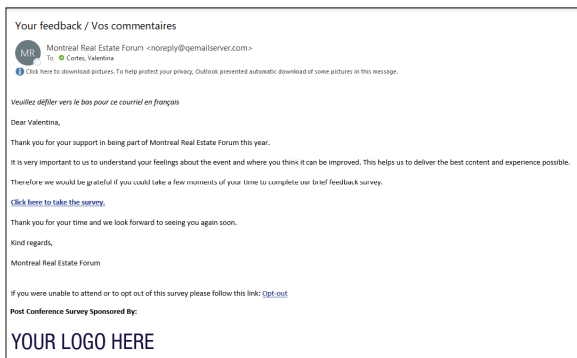 Your feedback / Vos commentaires
MR
Montreal Real Estate Forum <noreply@qemailserver.com>
To Cortes, Valentina
Click here to download pictures. To help protect your privacy, Outlook prevented automatic download of some pictures in this message.
Veuillez défiler vers le bas pour ce courriel en français
Dear Valentina,
Thank you for your support in being part of Montreal Real Estate Forum this year.
It is very important to us to understand your feelings about the event and where you think it can be improved. This helps us to deliver the best content and experience possible.
Therefore we would be grateful if you could take a few moments of your time to complete our brief feedback survey.
Click here to take the survey.
Thank you for your time and we look forward to seeing you again soon.
Kind regards,
Montreal Real Estate Forum
If you were unable to attend or to opt out of this survey please follow this link: Opt-out
Post Conference Survey Sponsored By:
YOUR LOGO HERE